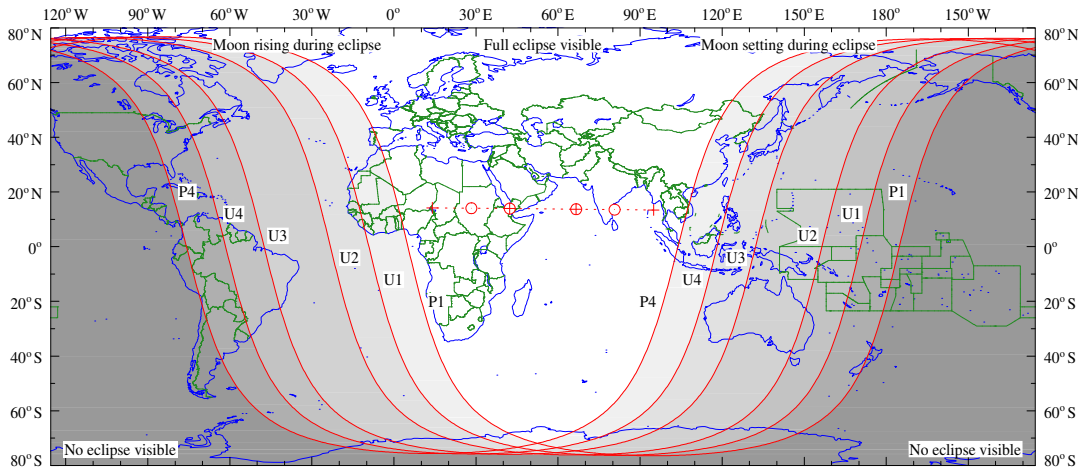 120°W 90°W 60°W 30°W 0° 30°E 60°E 90°E 120°E 150°E 180° 150°W
80°N 80°N
Moon rising during eclipse Full eclipse visible Moon setting during eclipse
60°N 60°N
40°N 40°N
20°N P4 P1 20°N
U4 U1
U3 U2
0° 0°
U2 U3
U1 U4
P1 P4
20°S 20°S
40°S 40°S
60°S 60°S
No eclipse visible No eclipse visible
80°S 80°S